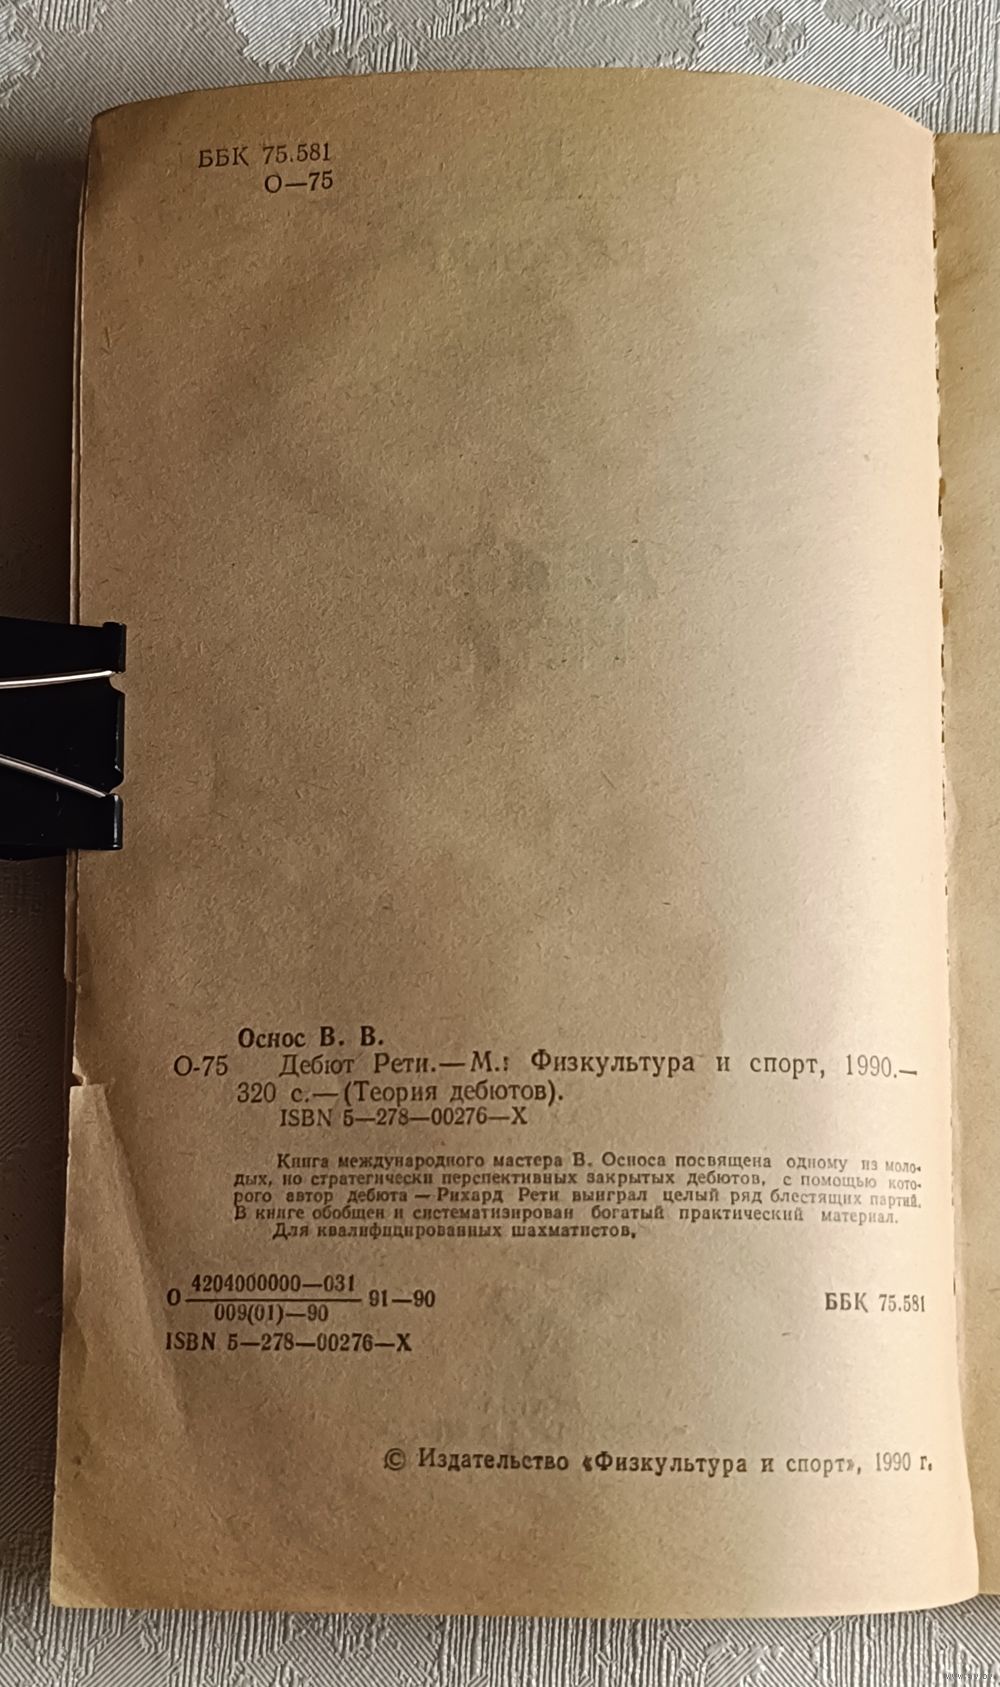 ББК 75.581
О—75
Оснос В. В.
О-75 Дебют Рети.—М.: Физкультура и спорт, 1990.—
320 с.—(Теория дебютов).
ISBN 5—278—00276—X
Книга международного мастера В. Осноса посвящена одному из моло-
дых, но стратегически перспективных закрытых дебютов, с помощью кото-
рого автор дебюта — Рихард Рети выиграл целый ряд блестящих партий.
В книге обобщен и систематизирован богатый практический материал.
Для квалифицированных шахматистов.
О 4204000000—031
009(01)—90 91—90
ББК 75.581
ISBN 5—278—00276—X
© Издательство «Физкультура и спорт», 1990 г.